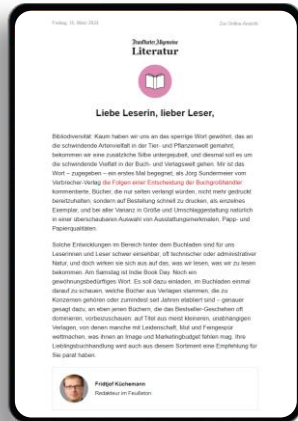 Freitag, 15. März 2024
Zur Online-Ansicht
Frankfurter Allgemeine
Literatur
Liebe Leserin, lieber Leser,
Bibliodiversität: Kaum haben wir uns an das sperrige Wort gewöhnt, das an
die schwindende Artenvielfalt in der Tier- und Pflanzenwelt gemahnt,
bekommen wir eine zusätzliche Silbe untergejubelt, und diesmal soll es um
die schwindende Vielfalt in der Buch- und Verlagswelt gehen. Mir ist das
Wort – zugegeben – ein erstes Mal begegnet, als Jörg Sundermeier vom
Verbrecher-Verlag die Folgen einer Entscheidung der Buchgroßhändler
kommentierte, Bücher, die nur selten verlangt würden, nicht mehr gedruckt
bereitzuhalten, sondern auf Bestellung schnell zu drucken, als einzelnes
Exemplar, und bei aller Varianz in Größe und Umschlaggestaltung natürlich
in einer überschaubaren Auswahl von Ausstattungsmerkmalen, Papp- und
Papierqualitäten.
Solche Entwicklungen im Bereich hinter dem Buchladen sind für uns
Leserinnen und Leser schwer einsehbar, oft technischer oder administrativer
Natur, und doch wirken sie sich aus auf das, was wir lesen, was wir zu lesen
bekommen. Am Samstag ist Indie Book Day. Noch ein
gewöhnungsbedürftiges Wort. Es soll dazu einladen, im Buchladen einmal
darauf zu schauen, welche Bücher aus Verlagen stammen, die zu
Konzernen gehören oder zumindest seit Jahren etabliert sind – genauer
gesagt dazu, an eben jenen Büchern, die das Bestseller-Geschehen oft
dominieren, vorbeizuschauen: auf Titel aus meist kleineren, unabhängigen
Verlagen, von denen manche mit Leidenschaft, Mut und Feingespür
wettmachen, was ihnen an Image und Marketingbudget fehlen mag. Ihre
Lieblingsbuchhandlung wird auch aus diesem Sortiment eine Empfehlung für
Sie parat haben.
Fridtjof Küchemann
Redakteur im Feuilleton